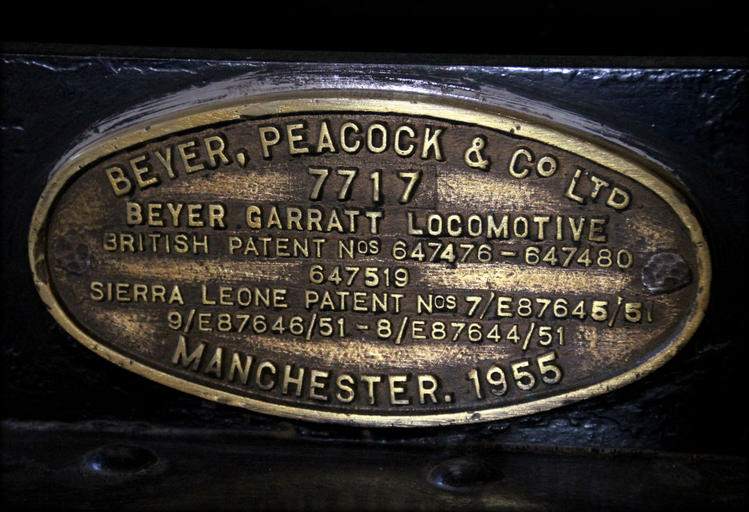 BEYER, PEACOCK & Co LTD
7717
BEYER GARRATT LOCOMOTIVE
BRITISH PATENT Nos 647476 - 647480
647519
SIERRA LEONE PATENT Nos 7/E87645/51
9/E87646/51 - 8/E87644/51
MANCHESTER. 1955